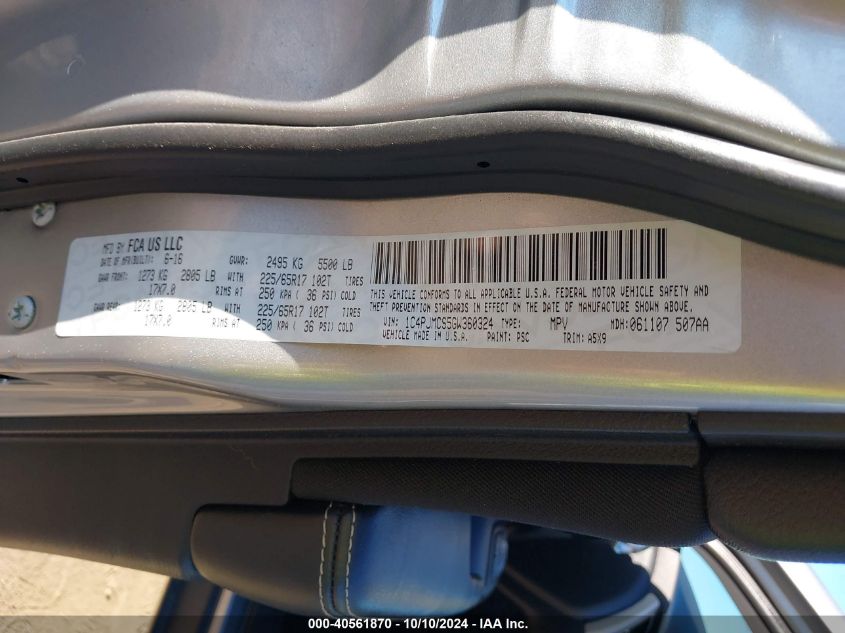 MFD BY FCA US LLC
DATE OF MFR(BUILT): 6-16 GVWR: 2495 KG 5500 LB
GAWR FRONT: 1273 KG 2805 LB WITH 225/65R17 102T TIRES
17X7.0 RIMS AT 250 KPA ( 36 PSI) COLD
GAWR REAR: 1273 KG 2805 LB WITH 225/65R17 102T TIRES
17X7.0 RIMS AT 250 KPA ( 36 PSI) COLD
THIS VEHICLE CONFORMS TO ALL APPLICABLE U.S.A. FEDERAL MOTOR VEHICLE SAFETY AND
THEFT PREVENTION STANDARDS IN EFFECT ON THE DATE OF MANUFACTURE SHOWN ABOVE.
VIN: 1C4PJMCS5GW360324 TYPE: MPV MDH: 061107 507AA
VEHICLE MADE IN U.S.A. PAINT: PSC TRIM: A5X9
000-40561870 - 10/10/2024 - IAA Inc.